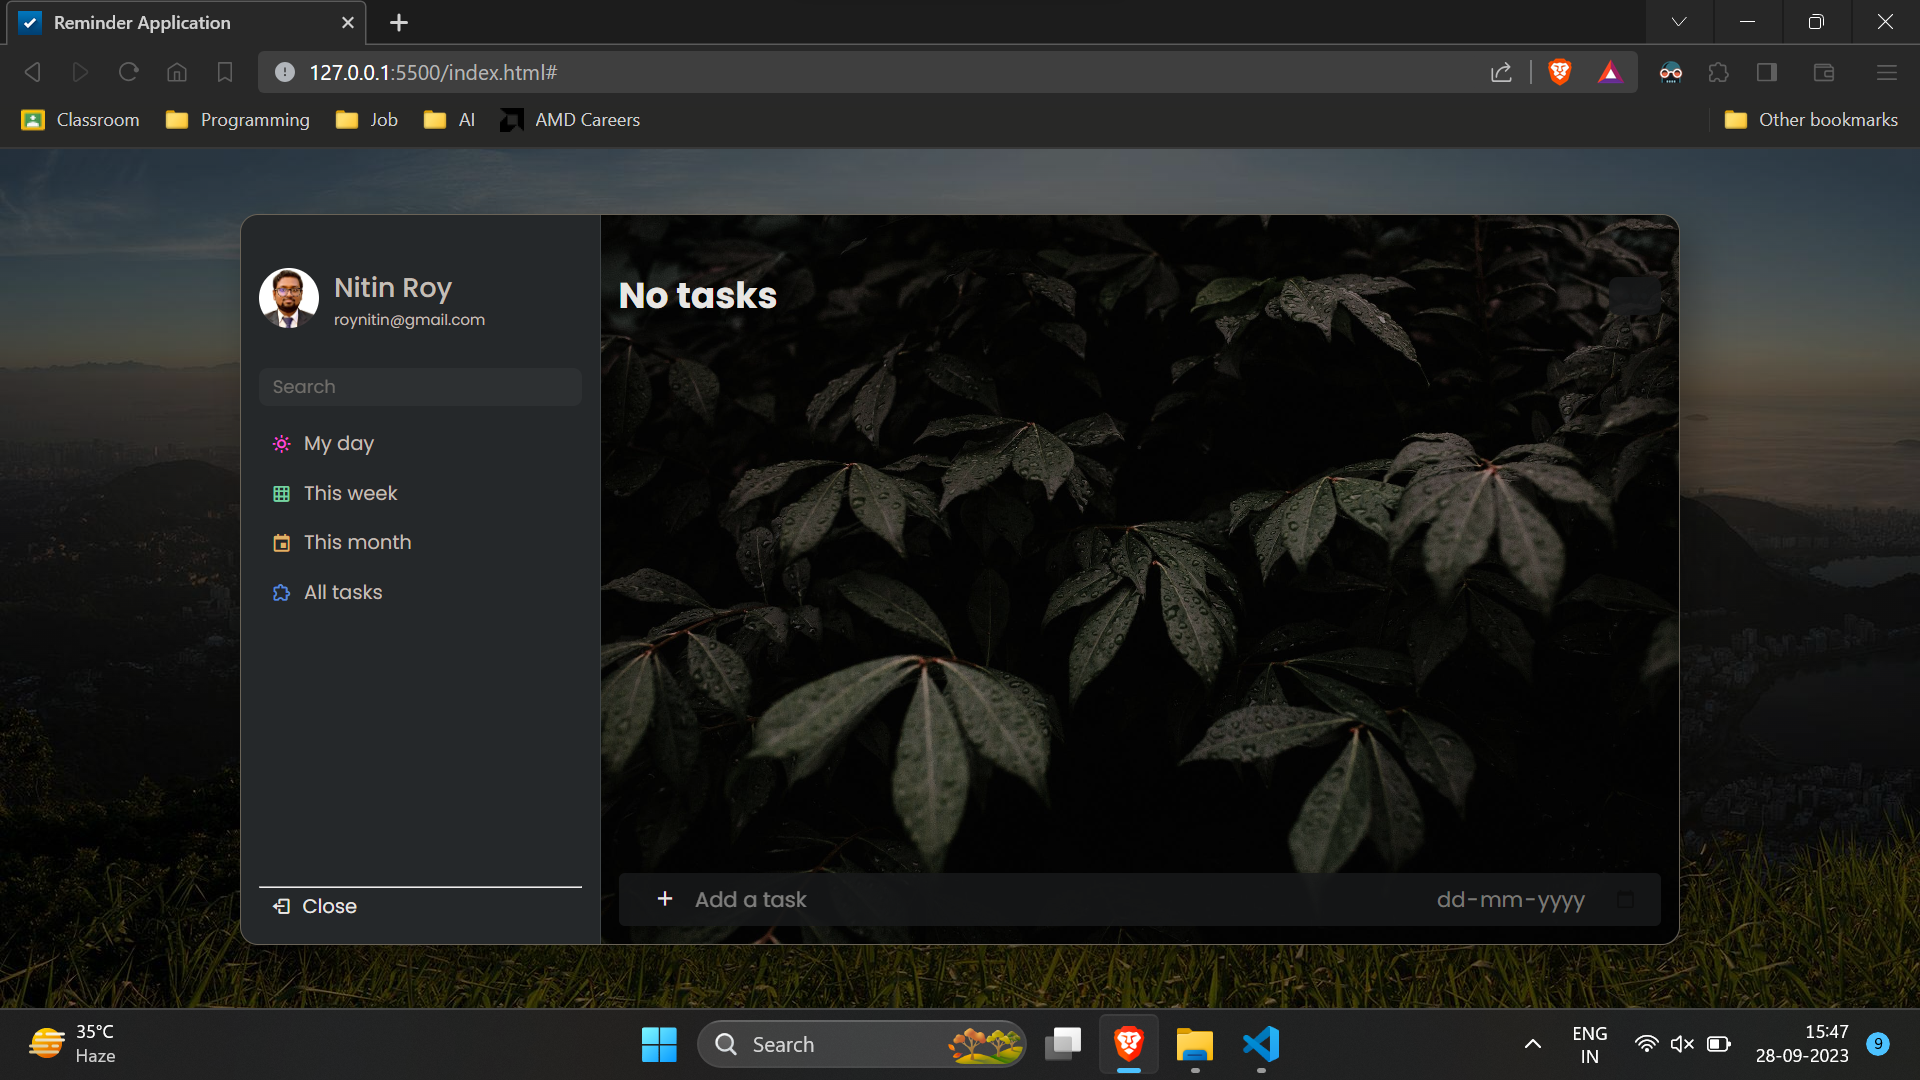 Reminder Application
127.0.0.1:5500/index.html#
Classroom
Programming
Job
AI
AMD Careers
Other bookmarks
Nitin Roy
roynitin@gmail.com
Search
My day
This week
This month
All tasks
Close
No tasks
Add a task
dd-mm-yyyy
35°C
Haze
Search
ENG
IN
15:47
28-09-2023
9